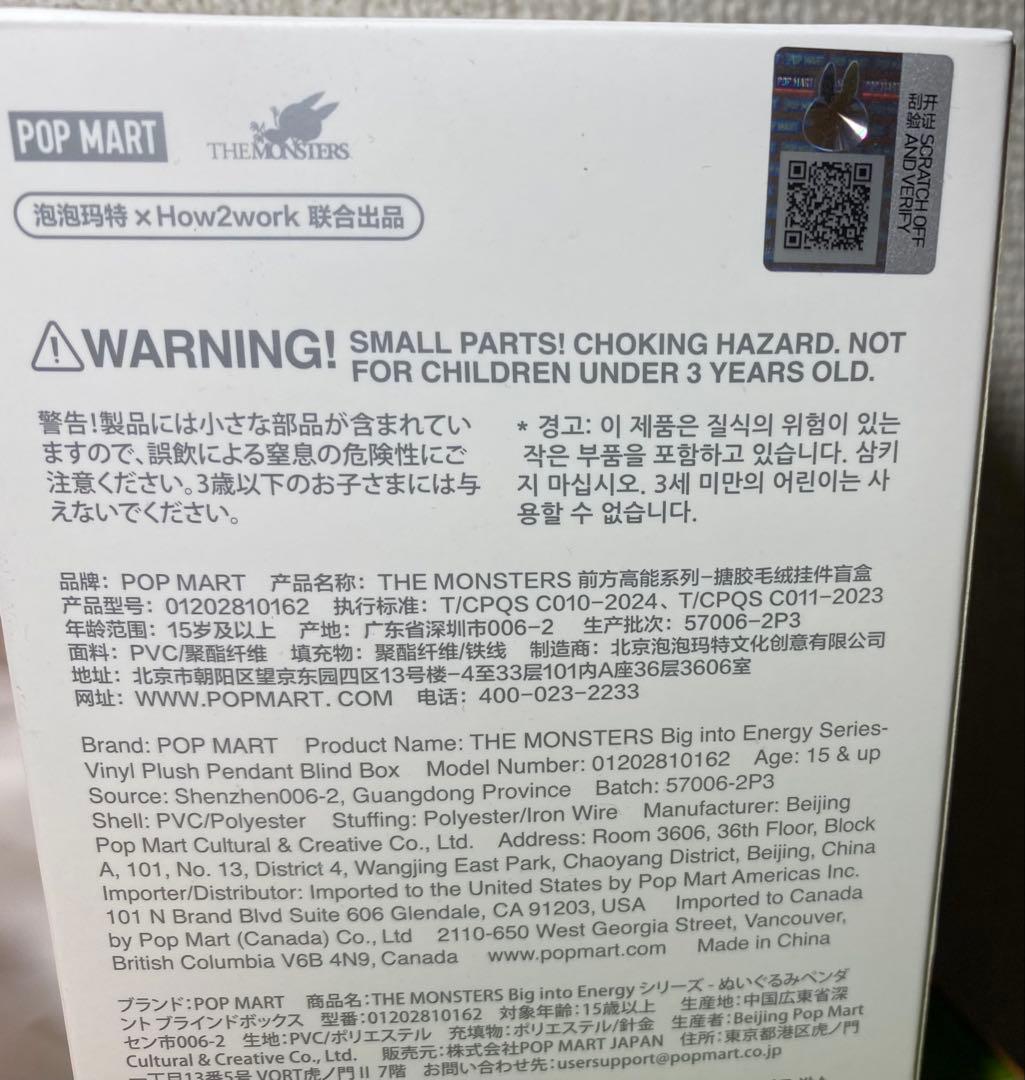 POP MART
THE MONSTERS
泡泡玛特×How2work 联合出品
刮开
验证 SCRATCH OFF
AND VERIFY
WARNING! SMALL PARTS! CHOKING HAZARD. NOT
FOR CHILDREN UNDER 3 YEARS OLD.
警告!製品には小さな部品が含まれてい
ますので、誤飲による窒息の危険性にご
注意ください。3歳以下のお子さまには与
えないでください。
* 경고: 이 제품은 질식의 위험이 있는
작은 부품을 포함하고 있습니다. 삼키
지 마십시오. 3세 미만의 어린이는 사
용할 수 없습니다.
品牌: POP MART 产品名称: THE MONSTERS 前方高能系列-搪胶毛绒挂件盲盒
产品型号: 01202810162 执行标准: T/CPQS C010-2024、T/CPQS C011-2023
年龄范围: 15岁及以上 产地: 广东省深圳市006-2 生产批次: 57006-2P3
面料: PVC/聚酯纤维 填充物: 聚酯纤维/铁线 制造商: 北京泡泡玛特文化创意有限公司
地址: 北京市朝阳区望京东园四区13号楼-4至33层101内A座36层3606室
网址: WWW.POPMART.COM 电话: 400-023-2233
Brand: POP MART Product Name: THE MONSTERS Big into Energy Series-
Vinyl Plush Pendant Blind Box Model Number: 01202810162 Age: 15 & up
Source: Shenzhen006-2, Guangdong Province Batch: 57006-2P3
Shell: PVC/Polyester Stuffing: Polyester/Iron Wire Manufacturer: Beijing
Pop Mart Cultural & Creative Co., Ltd. Address: Room 3606, 36th Floor, Block
A, 101, No. 13, District 4, Wangjing East Park, Chaoyang District, Beijing, China
Importer/Distributor: Imported to the United States by Pop Mart Americas Inc.
101 N Brand Blvd Suite 606 Glendale, CA 91203, USA Imported to Canada
by Pop Mart (Canada) Co., Ltd 2110-650 West Georgia Street, Vancouver,
British Columbia V6B 4N9, Canada www.popmart.com Made in China
ブランド:POP MART 商品名:THE MONSTERS Big into Energy シリーズ - ぬいぐるみペンダ
ント ブラインドボックス 型番:01202810162 対象年齢:15歳以上 生産地:中国広東省深
セン市006-2 生地:PVC/ポリエステル 充填物:ポリエステル/針金 生産者:Beijing Pop Mart
Cultural & Creative Co., Ltd. 販売元:株式会社POP MART JAPAN 住所:東京都港区虎ノ門
一丁目13番5号 VORT虎ノ門Ⅱ 7階 お問い合わせ先:usersupport@popmart.co.jp